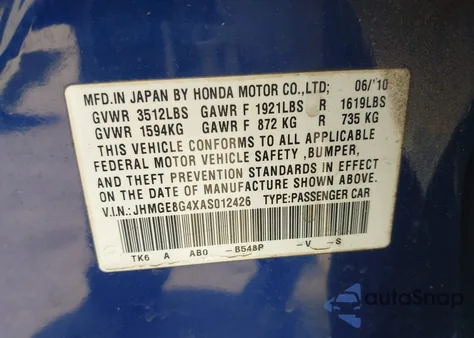 MFD.IN JAPAN BY HONDA MOTOR CO.,LTD; 06/'10
GVWR 3512LBS GAWR F 1921LBS R 1619LBS
GVWR 1594KG GAWR F 872 KG R 735 KG
THIS VEHICLE CONFORMS TO ALL APPLICABLE
FEDERAL MOTOR VEHICLE SAFETY ,BUMPER,
AND THEFT PREVENTION STANDARDS IN EFFECT
ON THE DATE OF MANUFACTURE SHOWN ABOVE.
V.I.N.: JHMGE8G4XAS012426 TYPE:PASSENGER CAR
TK6 A AB0 -B548P -V -S
autoSnap